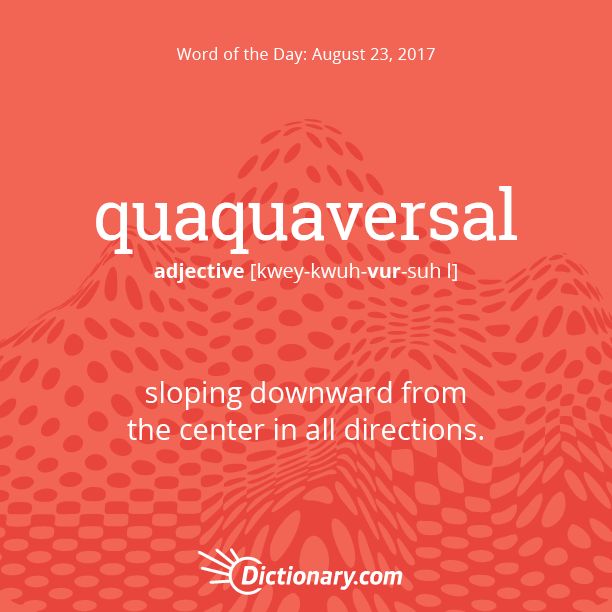 Word of the Day: August 23, 2017
quaquaversal
adjective [kwey-kwuh-vur-suh l]
sloping downward from
the center in all directions.
Dictionary.com